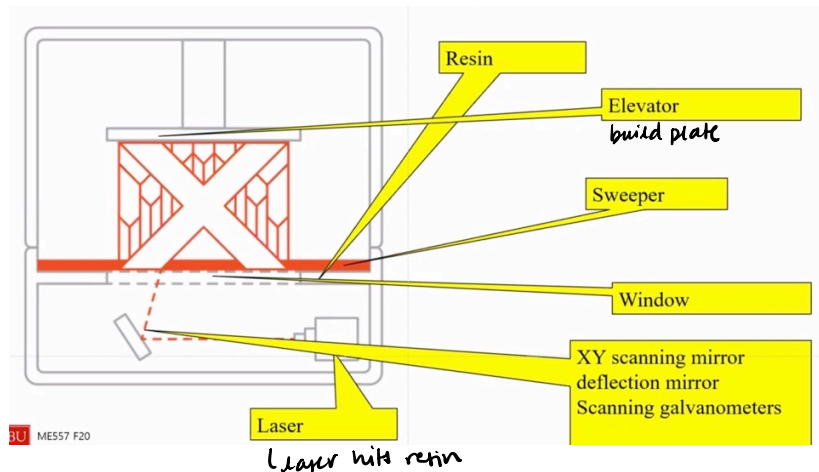 Resin
Elevator
build plate
Sweeper
Window
XY scanning mirror
deflection mirror
Scanning galvanometers
Laser
laser hits resin
BU ME557 F20